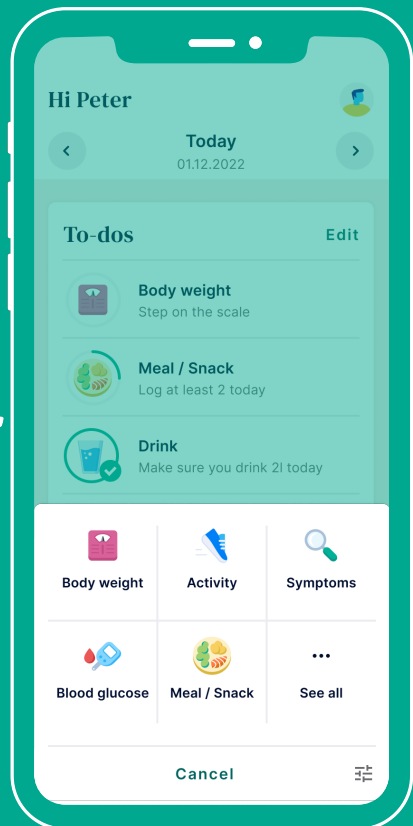 Hi Peter
Today
01.12.2022
To-dos
Edit
Body weight
Step on the scale
Meal / Snack
Log at least 2 today
Drink
Make sure you drink 2l today
Body weight
Activity
Symptoms
Blood glucose
Meal / Snack
See all
Cancel